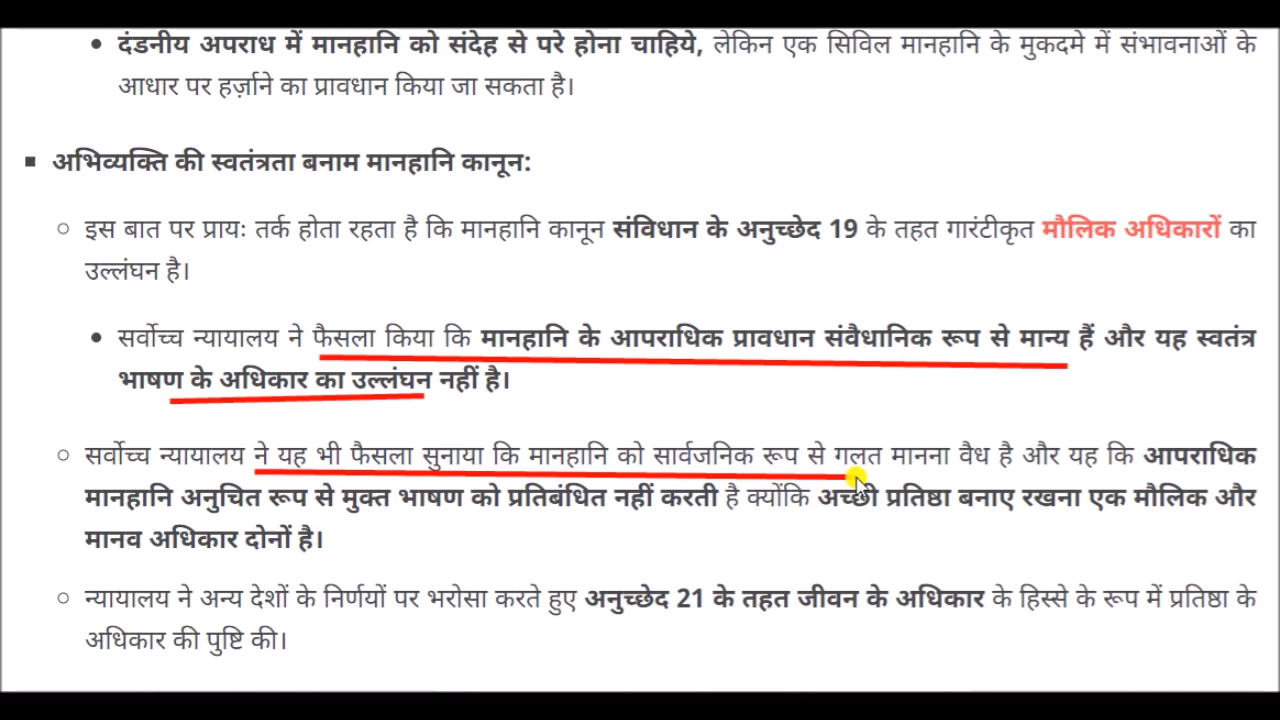 • दंडनीय अपराध में मानहानि को संदेह से परे होना चाहिये, लेकिन एक सिविल मानहानि के मुकदमे में संभावनाओं के
आधार पर हर्ज़ाने का प्रावधान किया जा सकता है।
▪ अभिव्यक्ति की स्वतंत्रता बनाम मानहानि कानून:
○ इस बात पर प्रायः तर्क होता रहता है कि मानहानि कानून संविधान के अनुच्छेद 19 के तहत गारंटीकृत मौलिक अधिकारों का
उल्लंघन है।
• सर्वोच्च न्यायालय ने फैसला किया कि मानहानि के आपराधिक प्रावधान संवैधानिक रूप से मान्य हैं और यह स्वतंत्र
भाषण के अधिकार का उल्लंघन नहीं है।
○ सर्वोच्च न्यायालय ने यह भी फैसला सुनाया कि मानहानि को सार्वजनिक रूप से गलत मानना वैध है और यह कि आपराधिक
मानहानि अनुचित रूप से मुक्त भाषण को प्रतिबंधित नहीं करती है क्योंकि अच्छी प्रतिष्ठा बनाए रखना एक मौलिक और
मानव अधिकार दोनों है।
○ न्यायालय ने अन्य देशों के निर्णयों पर भरोसा करते हुए अनुच्छेद 21 के तहत जीवन के अधिकार के हिस्से के रूप में प्रतिष्ठा के
अधिकार की पुष्टि की।